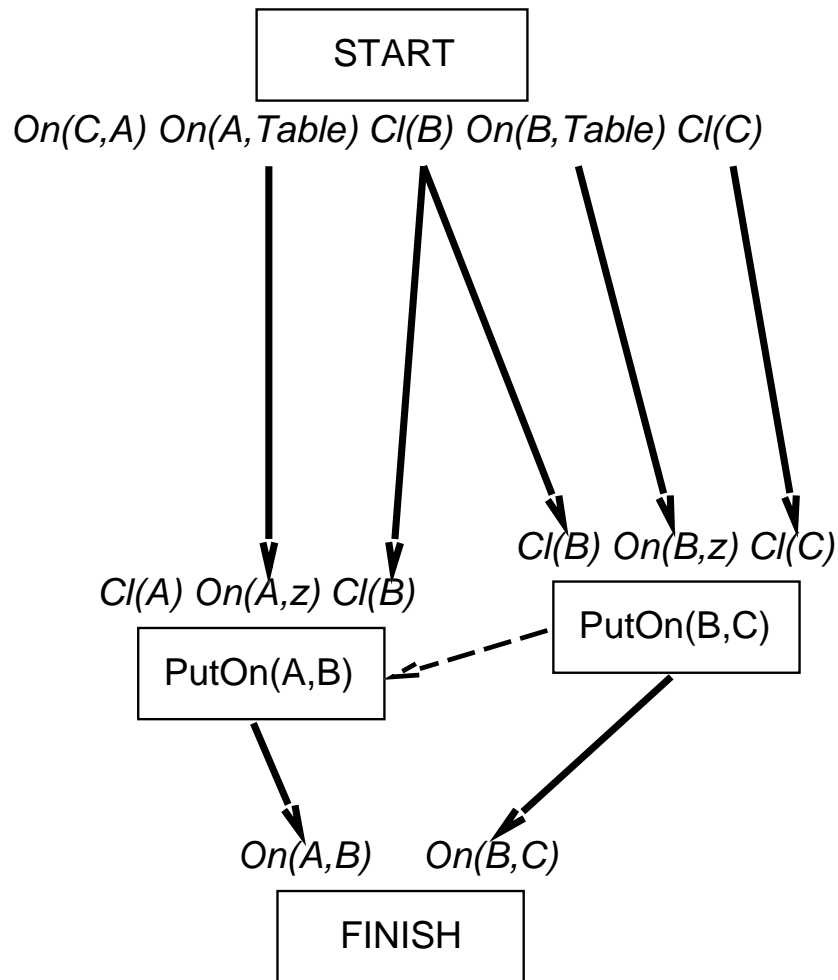 START
On(C,A) On(A,Table) Cl(B) On(B,Table) Cl(C)
Cl(B) On(B,z) Cl(C)
Cl(A) On(A,z) Cl(B)
PutOn(B,C)
PutOn(A,B)
On(A,B) On(B,C)
FINISH